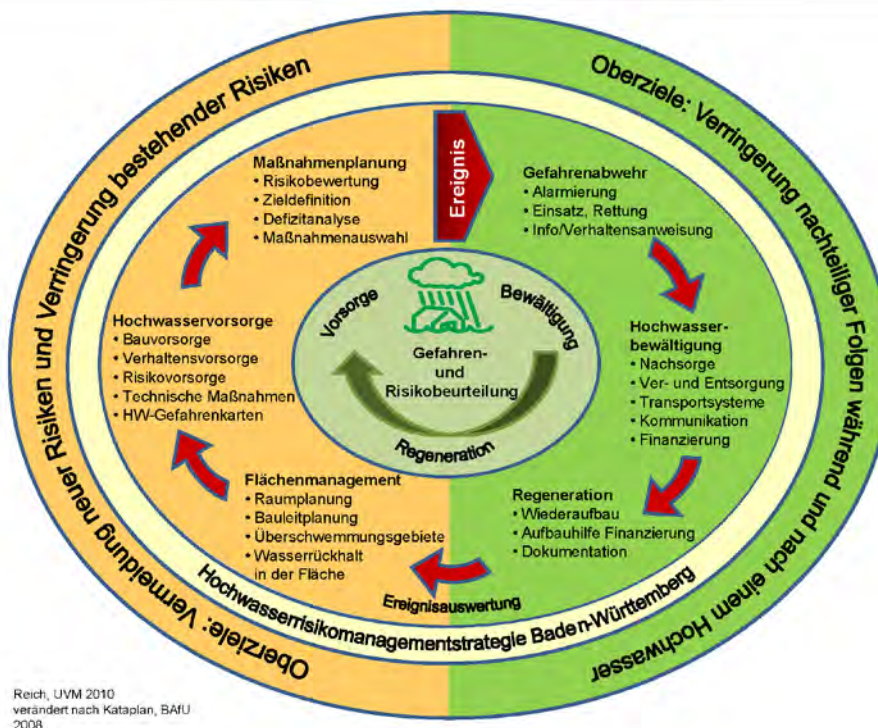 Oberziele: Vermeidung neuer Risiken und Verringerung bestehender Risiken
Oberziele: Verringerung nachteiliger Folgen während und nach einem Hochwasser
Hochwasserrisikomanagementstrategie Baden-Württemberg
Ereignis
Maßnahmenplanung
• Risikobewertung
• Zieldefinition
• Defizitanalyse
• Maßnahmenauswahl
Gefahrenabwehr
• Alarmierung
• Einsatz, Rettung
• Info/Verhaltensanweisung
Hochwasservorsorge
• Bauvorsorge
• Verhaltensvorsorge
• Risikovorsorge
• Technische Maßnahmen
• HW-Gefahrenkarten
Vorsorge
Bewältigung
Gefahren-
und
Risikobeurteilung
Regeneration
Hochwasser-
bewältigung
• Nachsorge
• Ver- und Entsorgung
• Transportsysteme
• Kommunikation
• Finanzierung
Flächenmanagement
• Raumplanung
• Bauleitplanung
• Überschwemmungsgebiete
• Wasserrückhalt
in der Fläche
Regeneration
• Wiederaufbau
• Aufbauhilfe Finanzierung
• Dokumentation
Ereignisauswertung
Reich, UVM 2010
verändert nach Kataplan, BAfU
2008